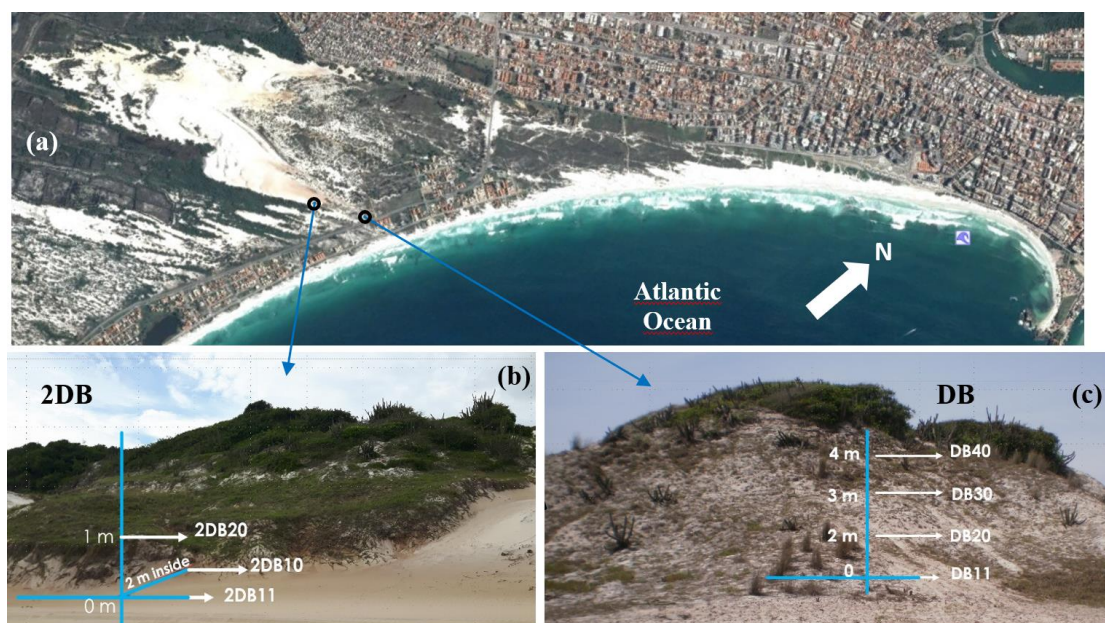 (a)
N
Atlantic
Ocean
2DB
(b)
1 m
2DB20
2 m inside
2DB10
0 m
2DB11
DB
(c)
4 m
DB40
3 m
DB30
2 m
DB20
0
DB11